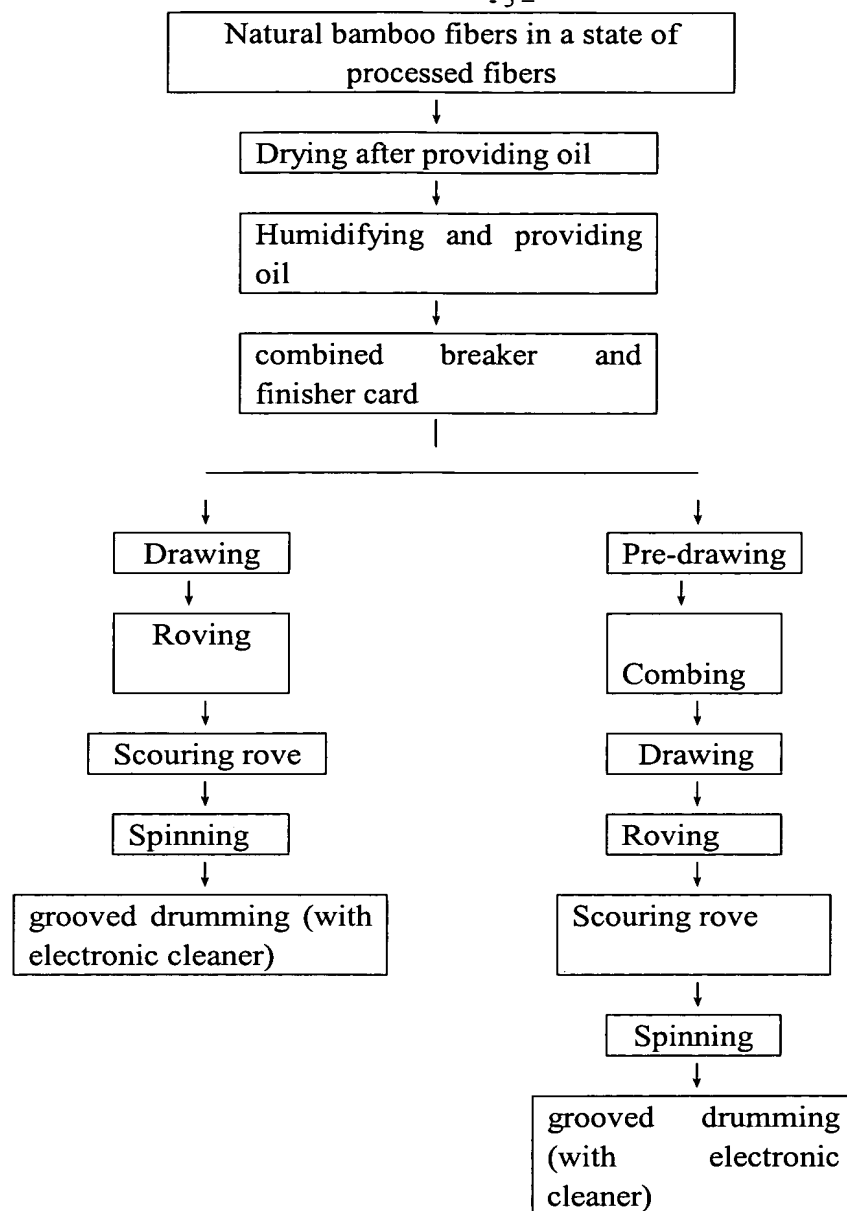 Natural bamboo fibers in a state of
processed fibers
Drying after providing oil
Humidifying and providing
oil
combined breaker and
finisher card
Drawing
Roving
Scouring rove
Spinning
grooved drumming (with
electronic cleaner)
Pre-drawing
Combing
Drawing
Roving
Scouring rove
Spinning
grooved drumming
(with electronic
cleaner)